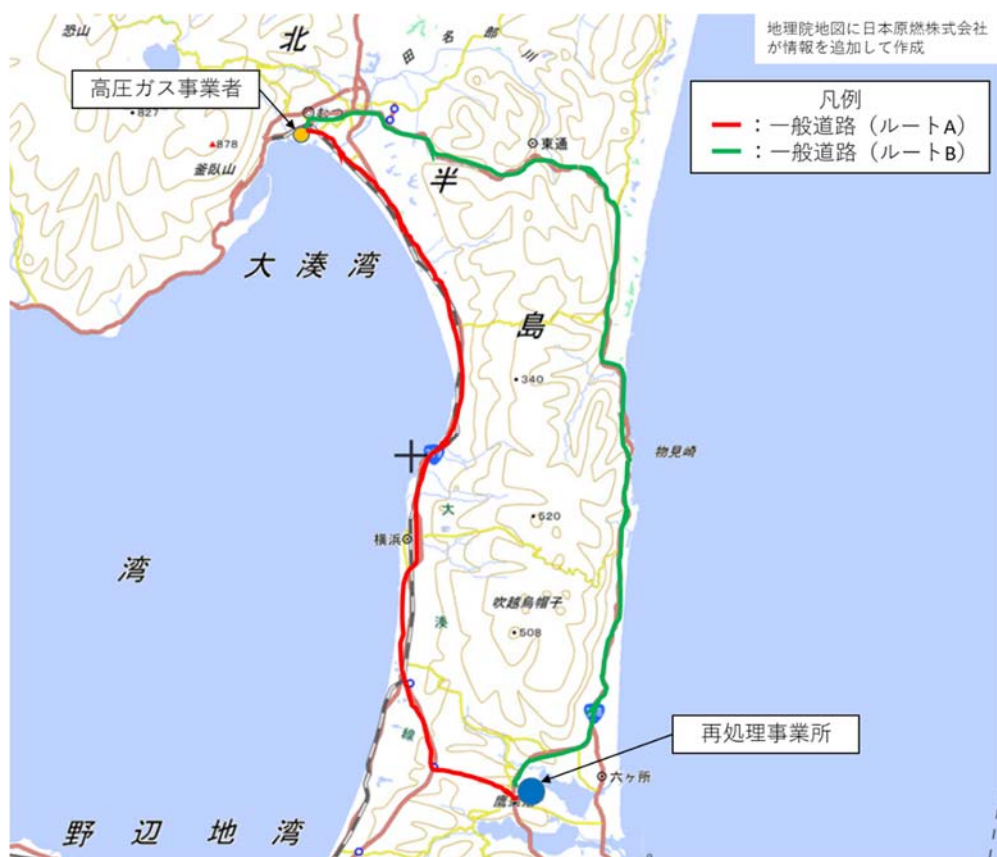 地理院地図に日本原燃株式会社
が情報を追加して作成
恐山
北
田名部川
高圧ガス事業者
凡例
:一般道路（ルートA）
:一般道路（ルートB）
・827
むつ
878
釜臥山
東通
半
大湊湾
島
・340
物見崎
大
・520
横浜
湾
吹越烏帽子
・508
湊
線
再処理事業所
六ヶ所
野辺地湾